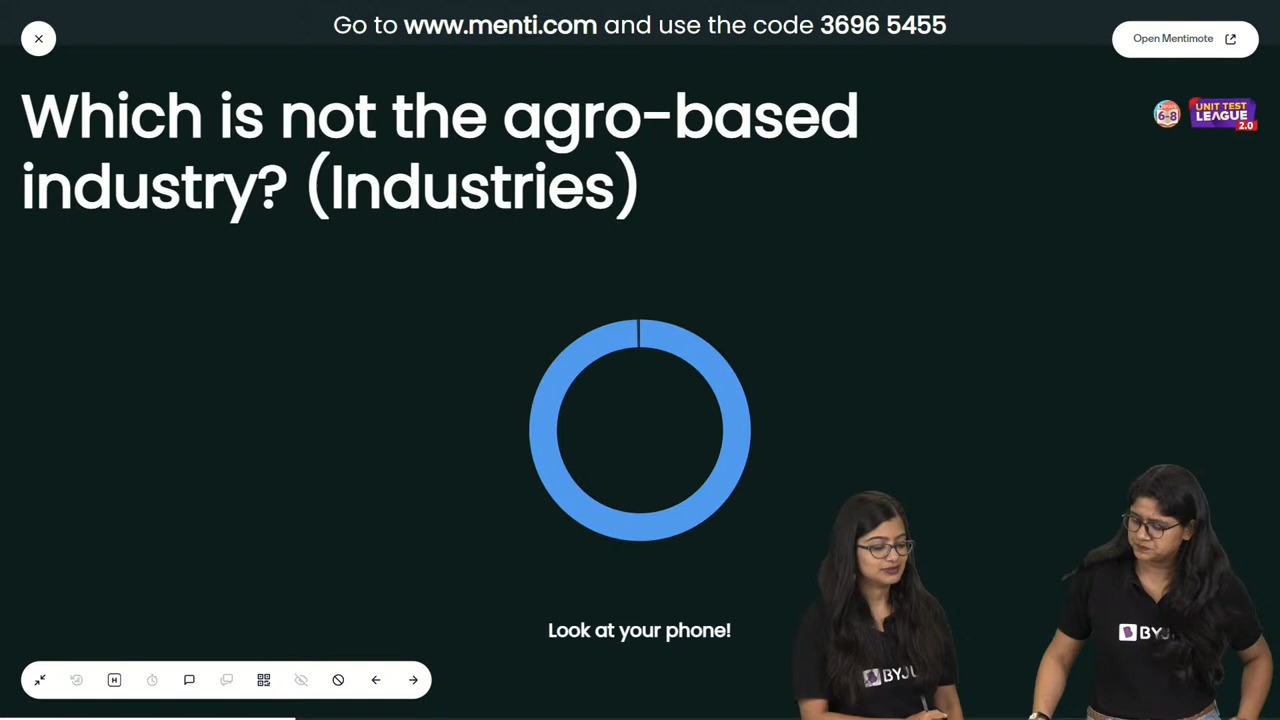 Go to www.menti.com and use the code 3696 5455
Open Mentimote
Which is not the agro-based
industry? (Industries)
6-8
UNIT TEST
LEAGUE
2.0
Look at your phone!
H
BYJU
BYJ